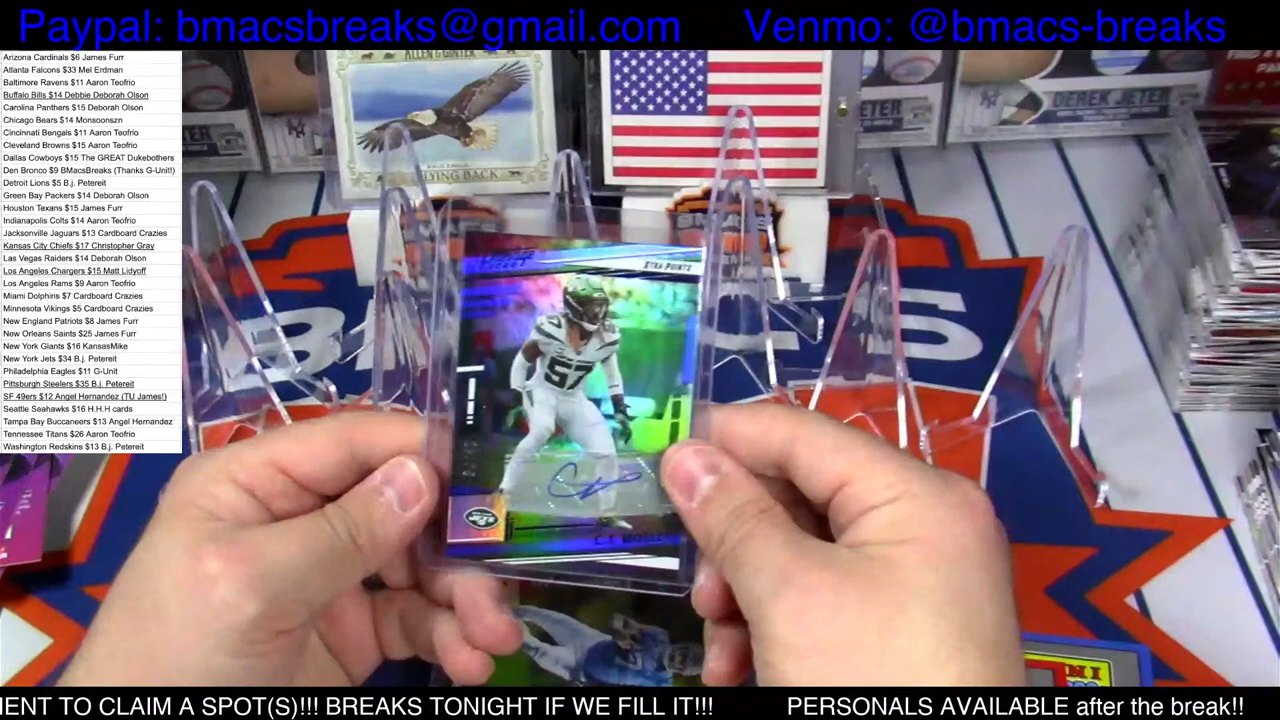 Paypal: bmacsbreaks@gmail.com Venmo: @bmacs-breaks
Arizona Cardinals $6 James Furr
Atlanta Falcons $33 Mel Erdman
Baltimore Ravens $11 Aaron Teofrio
Buffalo Bills $14 Debbie Deborah Olson
Carolina Panthers $15 Deborah Olson
Chicago Bears $14 Monsoonszn
Cincinnati Bengals $11 Aaron Teofrio
Cleveland Browns $15 Aaron Teofrio
Dallas Cowboys $15 The GREAT Dukebothers
Den Bronco $9 BMacsBreaks (Thanks G-Unit!)
Detroit Lions $5 B.j. Petereit
Green Bay Packers $14 Deborah Olson
Houston Texans $15 James Furr
Indianapolis Colts $14 Aaron Teofrio
Jacksonville Jaguars $13 Cardboard Crazies
Kansas City Chiefs $17 Christopher Gray
Las Vegas Raiders $14 Deborah Olson
Los Angeles Chargers $15 Matt Lidyoff
Los Angeles Rams $9 Aaron Teofrio
Miami Dolphins $7 Cardboard Crazies
Minnesota Vikings $5 Cardboard Crazies
New England Patriots $8 James Furr
New Orleans Saints $25 James Furr
New York Giants $16 KansasMike
New York Jets $34 B.j. Petereit
Philadelphia Eagles $11 G-Unit
Pittsburgh Steelers $35 B.j. Petereit
SF 49ers $12 Angel Hernandez (TU James!)
Seattle Seahawks $16 H.H.H cards
Tampa Bay Buccaneers $13 Angel Hernandez
Tennessee Titans $26 Aaron Teofrio
Washington Redskins $13 B.j. Petereit
ALLEN & GINTER
BALD EAGLE
FLYING BACK
DEREK JETER
XTRA POINTS
57
MENT TO CLAIM A SPOT(S)!!! BREAKS TONIGHT IF WE FILL IT!!! PERSONALS AVAILABLE after the break!!